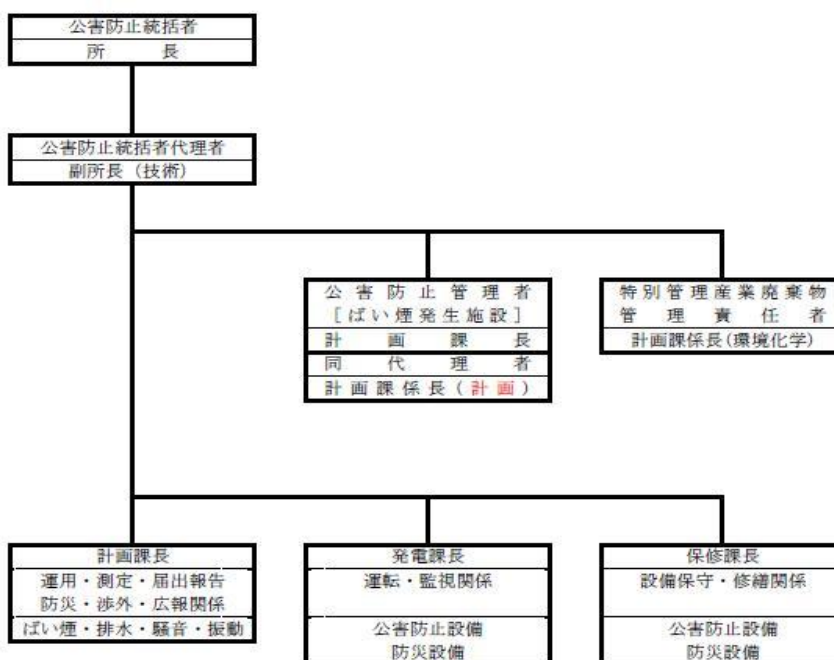 公害防止統括者
所長
公害防止統括者代理者
副所長（技術）
公害防止管理者
［ばい煙発生施設］
計画課長
同代理者
計画課係長（計画）
特別管理産業廃棄物
管理責任者
計画課係長(環境化学)
計画課長
運用・測定・届出報告
防災・渉外・広報関係
ばい煙・排水・騒音・振動
発電課長
運転・監視関係
公害防止設備
防災設備
保修課長
設備保守・修繕関係
公害防止設備
防災設備